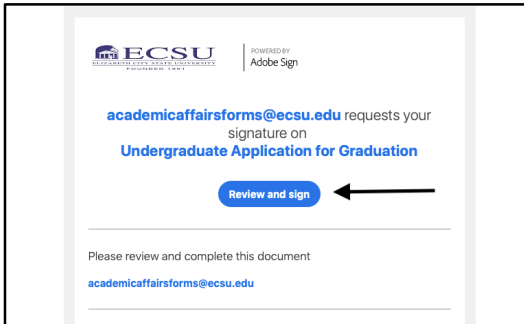 ECSU
ELIZABETH CITY STATE UNIVERSITY
FOUNDED 1891
POWERED BY
Adobe Sign
academicaffairsforms@ecsu.edu requests your
signature on
Undergraduate Application for Graduation
Review and sign
Please review and complete this document
academicaffairsforms@ecsu.edu